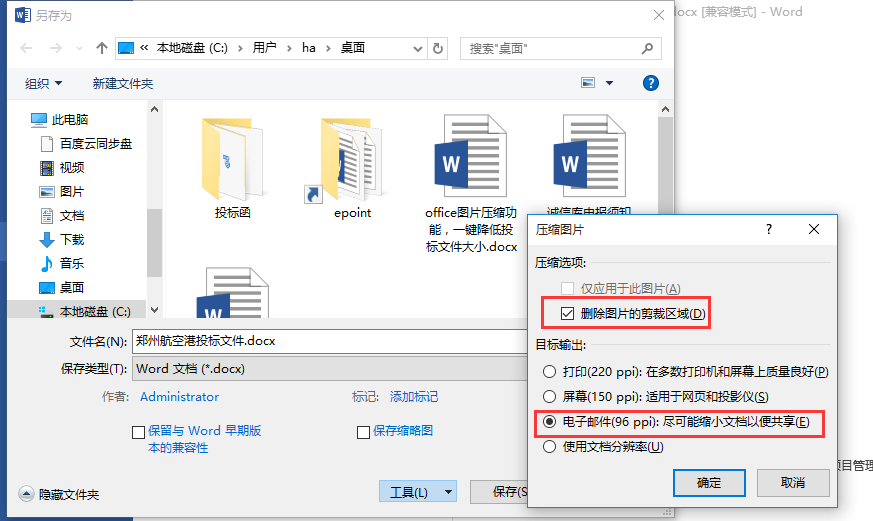 另存为
docx [兼容模式] - Word
« 本地磁盘 (C:) › 用户 › ha › 桌面
搜索"桌面"
组织
新建文件夹
此电脑
百度云同步盘
视频
图片
文档
下载
音乐
桌面
本地磁盘 (C:)
投标函
epoint
office图片压缩功
能，一键降低投
标文件大小.docx
诚信库申报须知
文件名(N):
郑州航空港投标文件.docx
保存类型(T):
Word 文档 (*.docx)
作者:
Administrator
标记:
添加标记
保留与 Word 早期版
本的兼容性
保存缩略图
隐藏文件夹
工具(L)
保存(S
压缩图片
?
压缩选项:
仅应用于此图片(A)
删除图片的剪裁区域(D)
目标输出:
打印(220 ppi): 在多数打印机和屏幕上质量良好(P)
屏幕(150 ppi): 适用于网页和投影仪(S)
电子邮件(96 ppi): 尽可能缩小文档以便共享(E)
使用文档分辨率(U)
确定
取消
项目管理